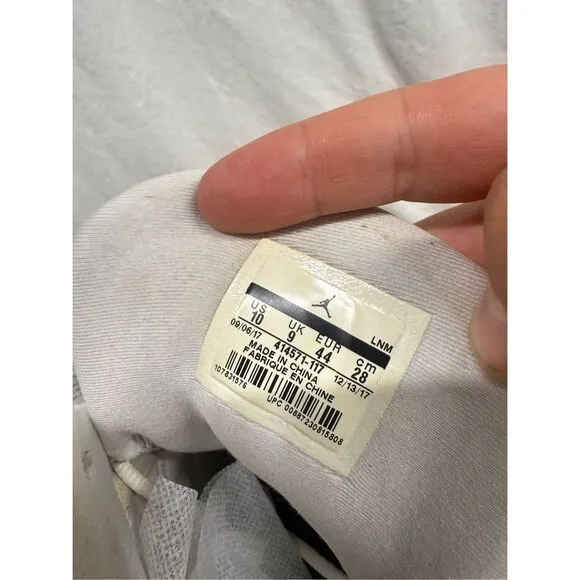 LNM
US UK EUR cm
10 9 44 28
09/06/17 12/13/17
414571-117
MADE IN CHINA
FABRIQUE EN CHINE
107831576
UPC 00887230815808